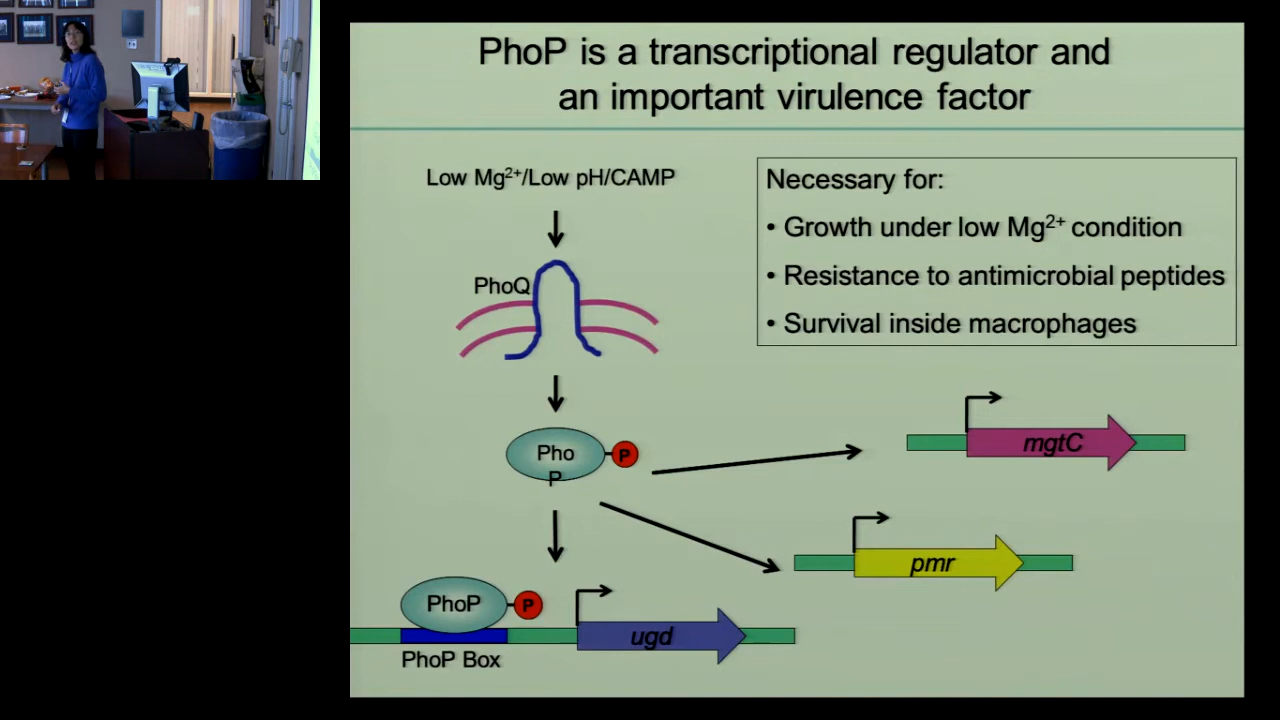 PhoP is a transcriptional regulator and
an important virulence factor
Low Mg²⁺/Low pH/CAMP
Necessary for:
• Growth under low Mg²⁺ condition
• Resistance to antimicrobial peptides
• Survival inside macrophages
PhoQ
mgtC
Pho
P
P
pmr
PhoP
P
ugd
PhoP Box